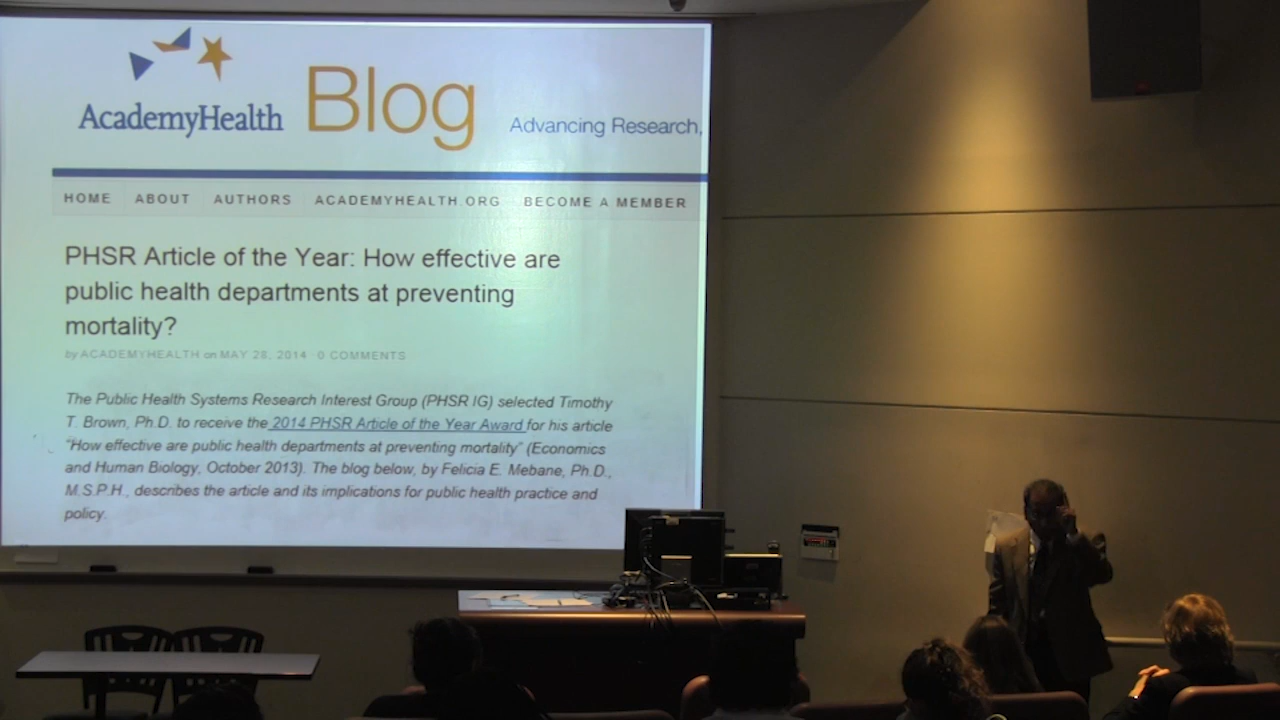 AcademyHealth Blog Advancing Research,
HOME ABOUT AUTHORS ACADEMYHEALTH.ORG BECOME A MEMBER
PHSR Article of the Year: How effective are
public health departments at preventing
mortality?
by ACADEMYHEALTH on MAY 28, 2014 · 0 COMMENTS
The Public Health Systems Research Interest Group (PHSR IG) selected Timothy
T. Brown, Ph.D. to receive the 2014 PHSR Article of the Year Award for his article
"How effective are public health departments at preventing mortality" (Economics
and Human Biology, October 2013). The blog below, by Felicia E. Mebane, Ph.D.,
M.S.P.H., describes the article and its implications for public health practice and
policy.